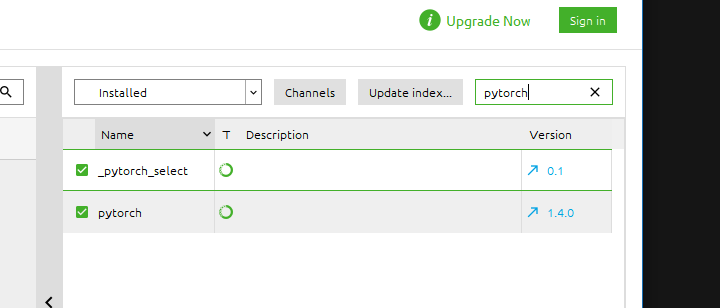 Upgrade Now
Sign in
Installed
Channels
Update index...
pytorch
Name
T
Description
Version
_pytorch_select
0.1
pytorch
1.4.0